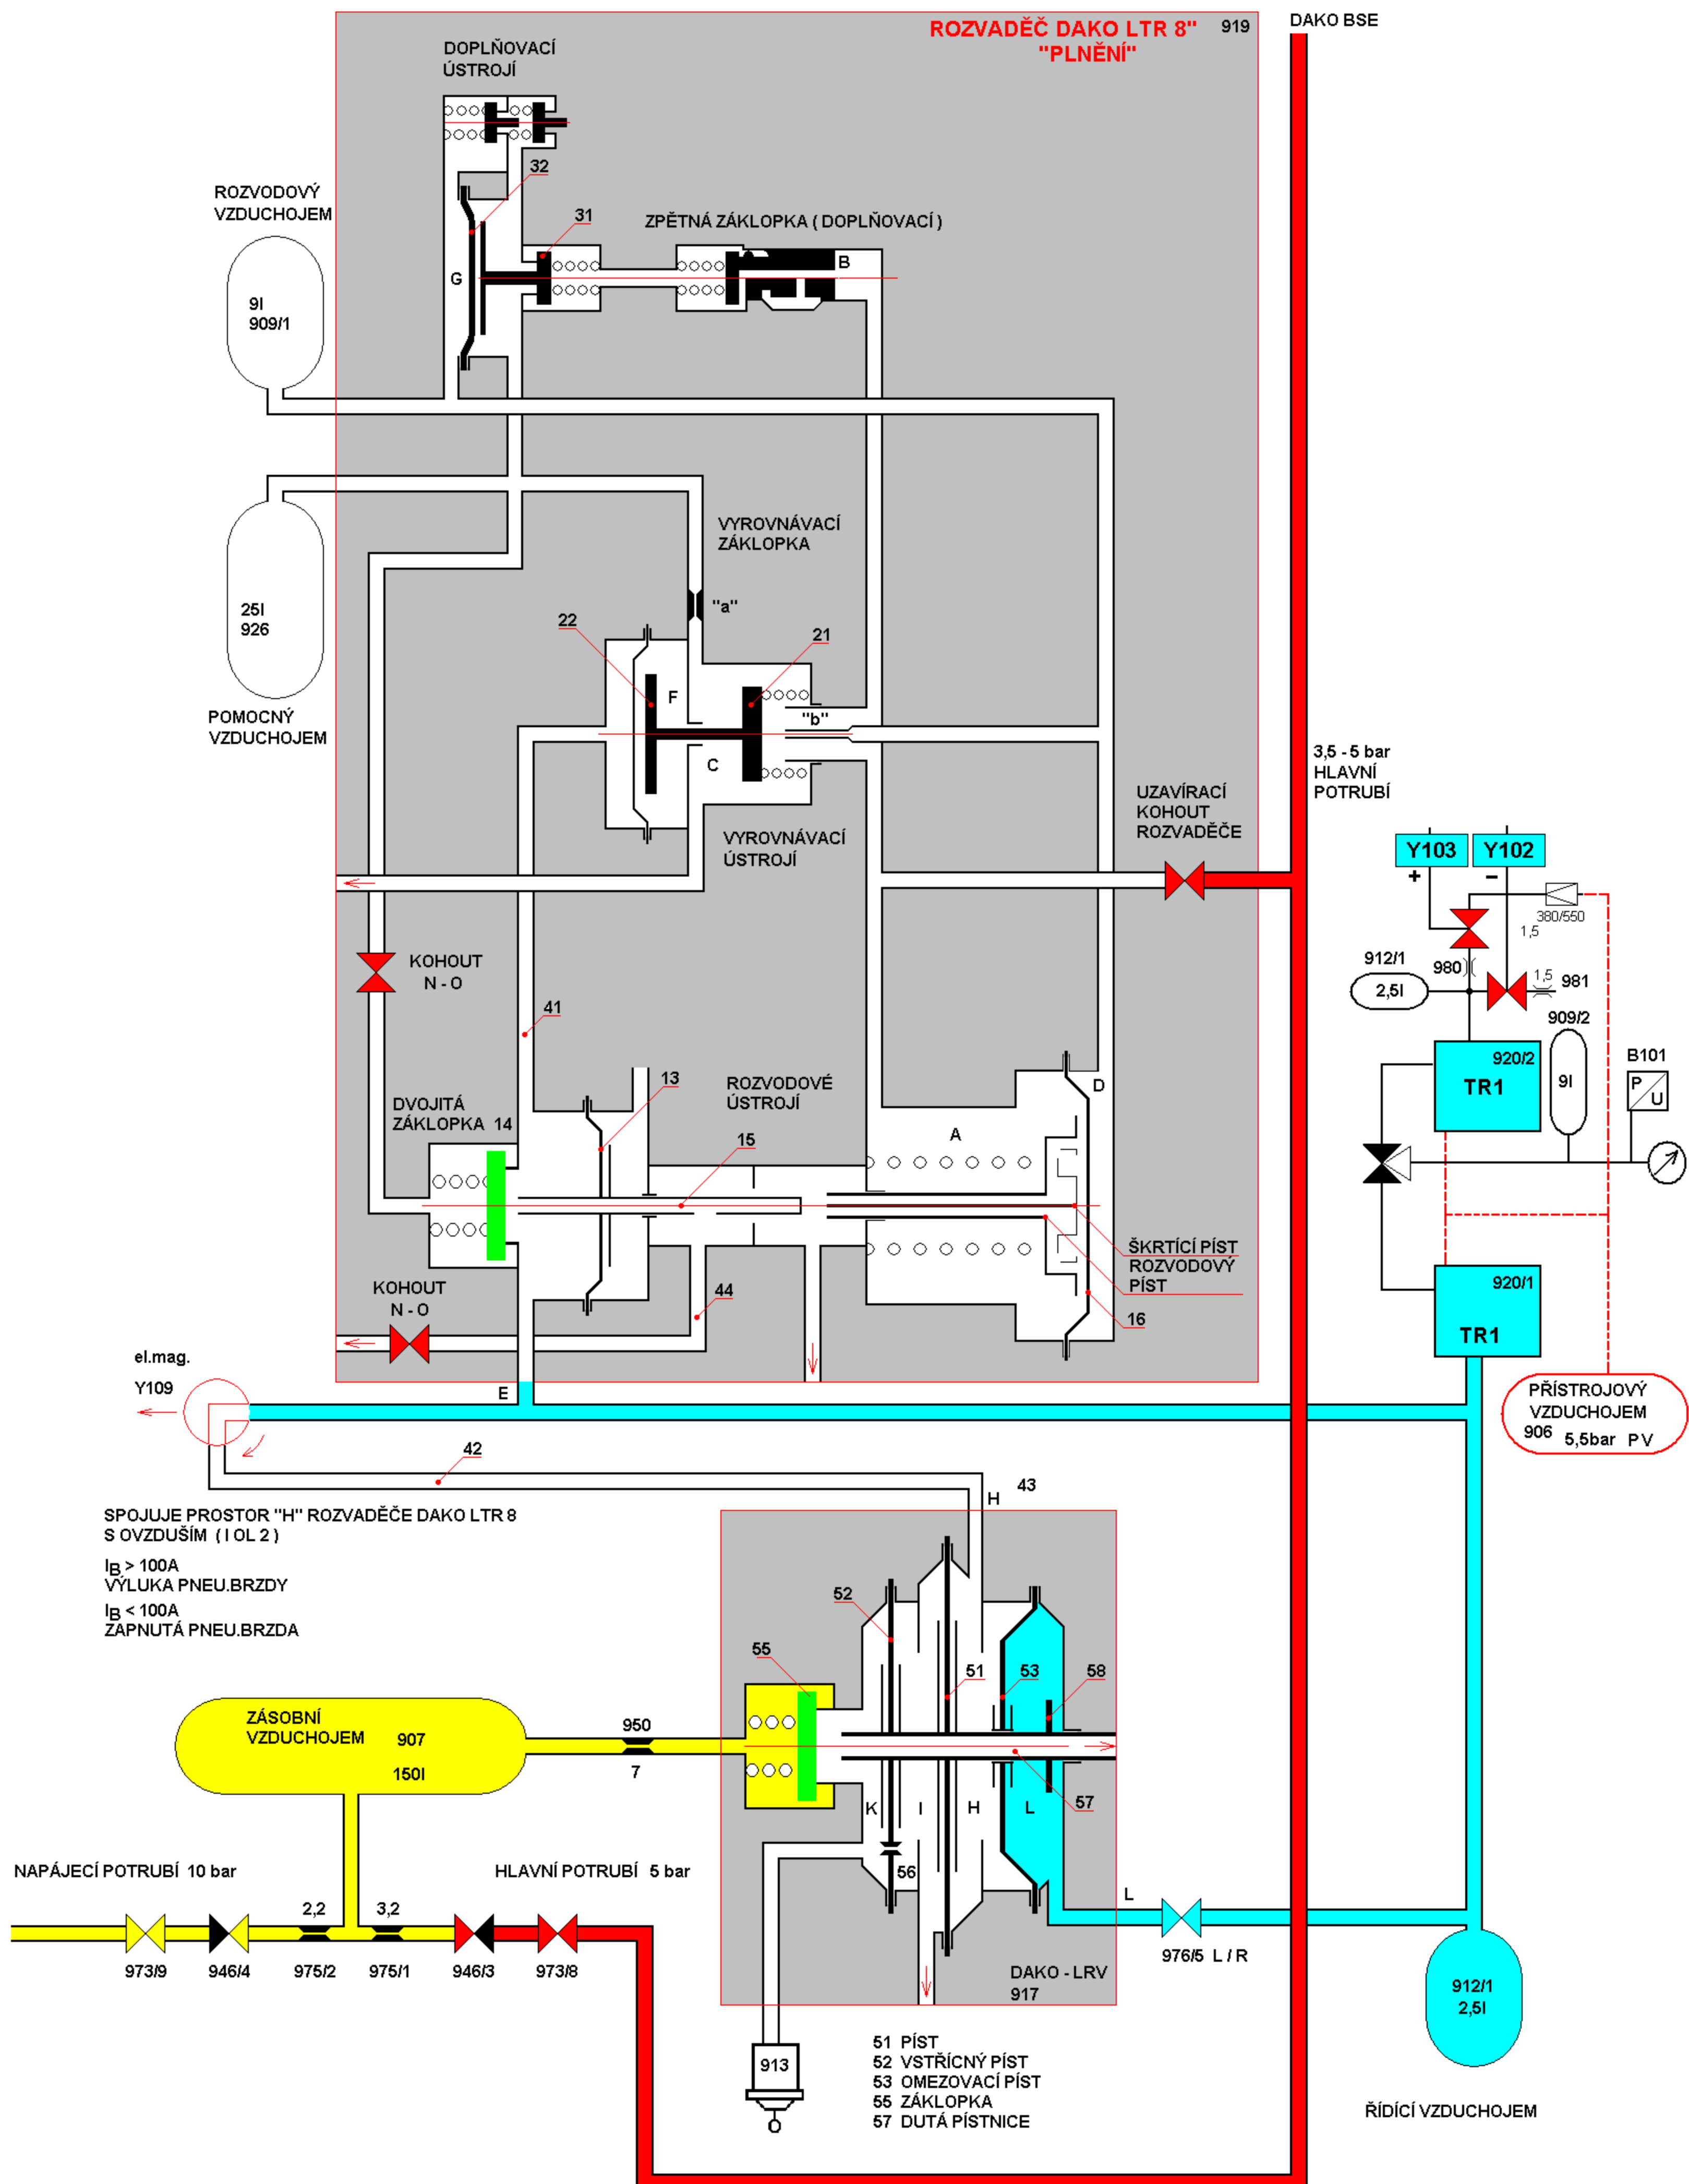 ROZVADĚČ DAKO LTR 8"
"PLNĚNÍ"
919
DAKO BSE
DOPLŇOVACÍ
ÚSTROJÍ
32
ROZVODOVÝ
VZDUCHOJEM
31
ZPĚTNÁ ZÁKLOPKA ( DOPLŇOVACÍ )
B
G
9l
909/1
VYROVNÁVACÍ
ZÁKLOPKA
"a"
25l
926
22
21
F
"b"
C
POMOCNÝ
VZDUCHOJEM
3,5 - 5 bar
HLAVNÍ
POTRUBÍ
UZAVÍRACÍ
KOHOUT
ROZVADĚČE
VYROVNÁVACÍ
ÚSTROJÍ
Y103
Y102
+
–
380/550
1,5
KOHOUT
N - O
912/1
2,5l
980
1,5
981
41
909/2
9l
B101
P
U
920/2
TR1
13
ROZVODOVÉ
ÚSTROJÍ
D
DVOJITÁ
ZÁKLOPKA 14
15
A
ŠKRTÍCÍ PÍST
ROZVODOVÝ
PÍST
16
KOHOUT
N - O
44
920/1
TR1
el.mag.
Y109
E
PŘÍSTROJOVÝ
VZDUCHOJEM
906 5,5bar PV
42
43
H
SPOJUJE PROSTOR "H" ROZVADĚČE DAKO LTR 8
S OVZDUŠÍM ( I OL 2 )
IB > 100A
VÝLUKA PNEU.BRZDY
IB < 100A
ZAPNUTÁ PNEU.BRZDA
52
55
51
53
58
ZÁSOBNÍ
VZDUCHOJEM
907
150l
950
7
57
K
I
H
L
56
NAPÁJECÍ POTRUBÍ 10 bar
HLAVNÍ POTRUBÍ 5 bar
L
2,2
3,2
973/9
946/4
975/2
975/1
946/3
973/8
976/5 L / R
DAKO - LRV
917
912/1
2,5l
913
51 PÍST
52 VSTŘÍCNÝ PÍST
53 OMEZOVACÍ PÍST
55 ZÁKLOPKA
57 DUTÁ PÍSTNICE
ŘÍDÍCÍ VZDUCHOJEM